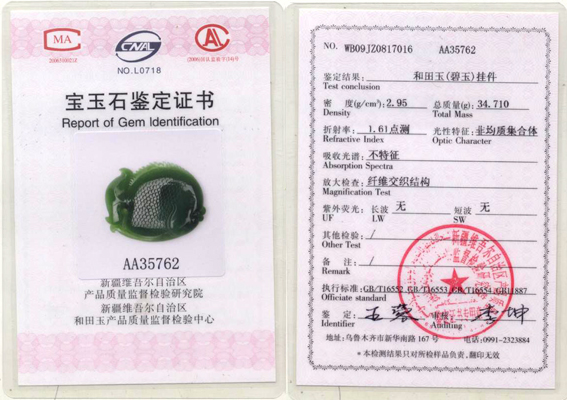 MA
CNAL
AC
NO.L0718
宝玉石鉴定证书
Report of Gem Identification
AA35762
新疆维吾尔自治区
产品质量监督检验研究院
新疆维吾尔自治区
和田玉产品质量监督检验中心
NO. WB09JZ0817016 AA35762
鉴定结果: 和田玉(碧玉)挂件
Test conclusion
密 度(g/cm³): 2.95 总质量(g): 34.710
Density Total Mass
折射率: 1.61点测 光性特征: 非均质集合体
Refractive Index Optic Character
吸收光谱: 不特征
Absorption Spectra
放大检查: 纤维交织结构
Magnification Test
紫外荧光: 长波 无 短波 无
UF LW SW
其他检验: /
Other Test
备 注: /
Remark
执行标准: GB/T16552 GB/T16553 GB/T16554 GB11887
Officiate standard
鉴 定: 审核
Identifier Auditing:
地址: 乌鲁木齐市新华南路 167 号 电话: 0991-2323884
*本检测结果只对所检样品负责, 翻印无效